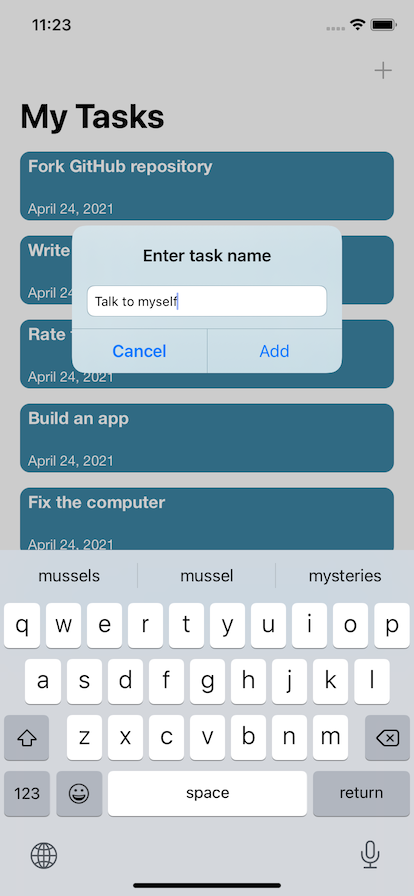 11:23
My Tasks
Fork GitHub repository
April 24, 2021
Write
April 24
Rate
April 24, 2021
Enter task name
Talk to myself
Cancel
Add
Build an app
April 24, 2021
Fix the computer
April 24, 2021
mussels mussel mysteries
q w e r t y u i o p
a s d f g h j k l
z x c v b n m
123 space return